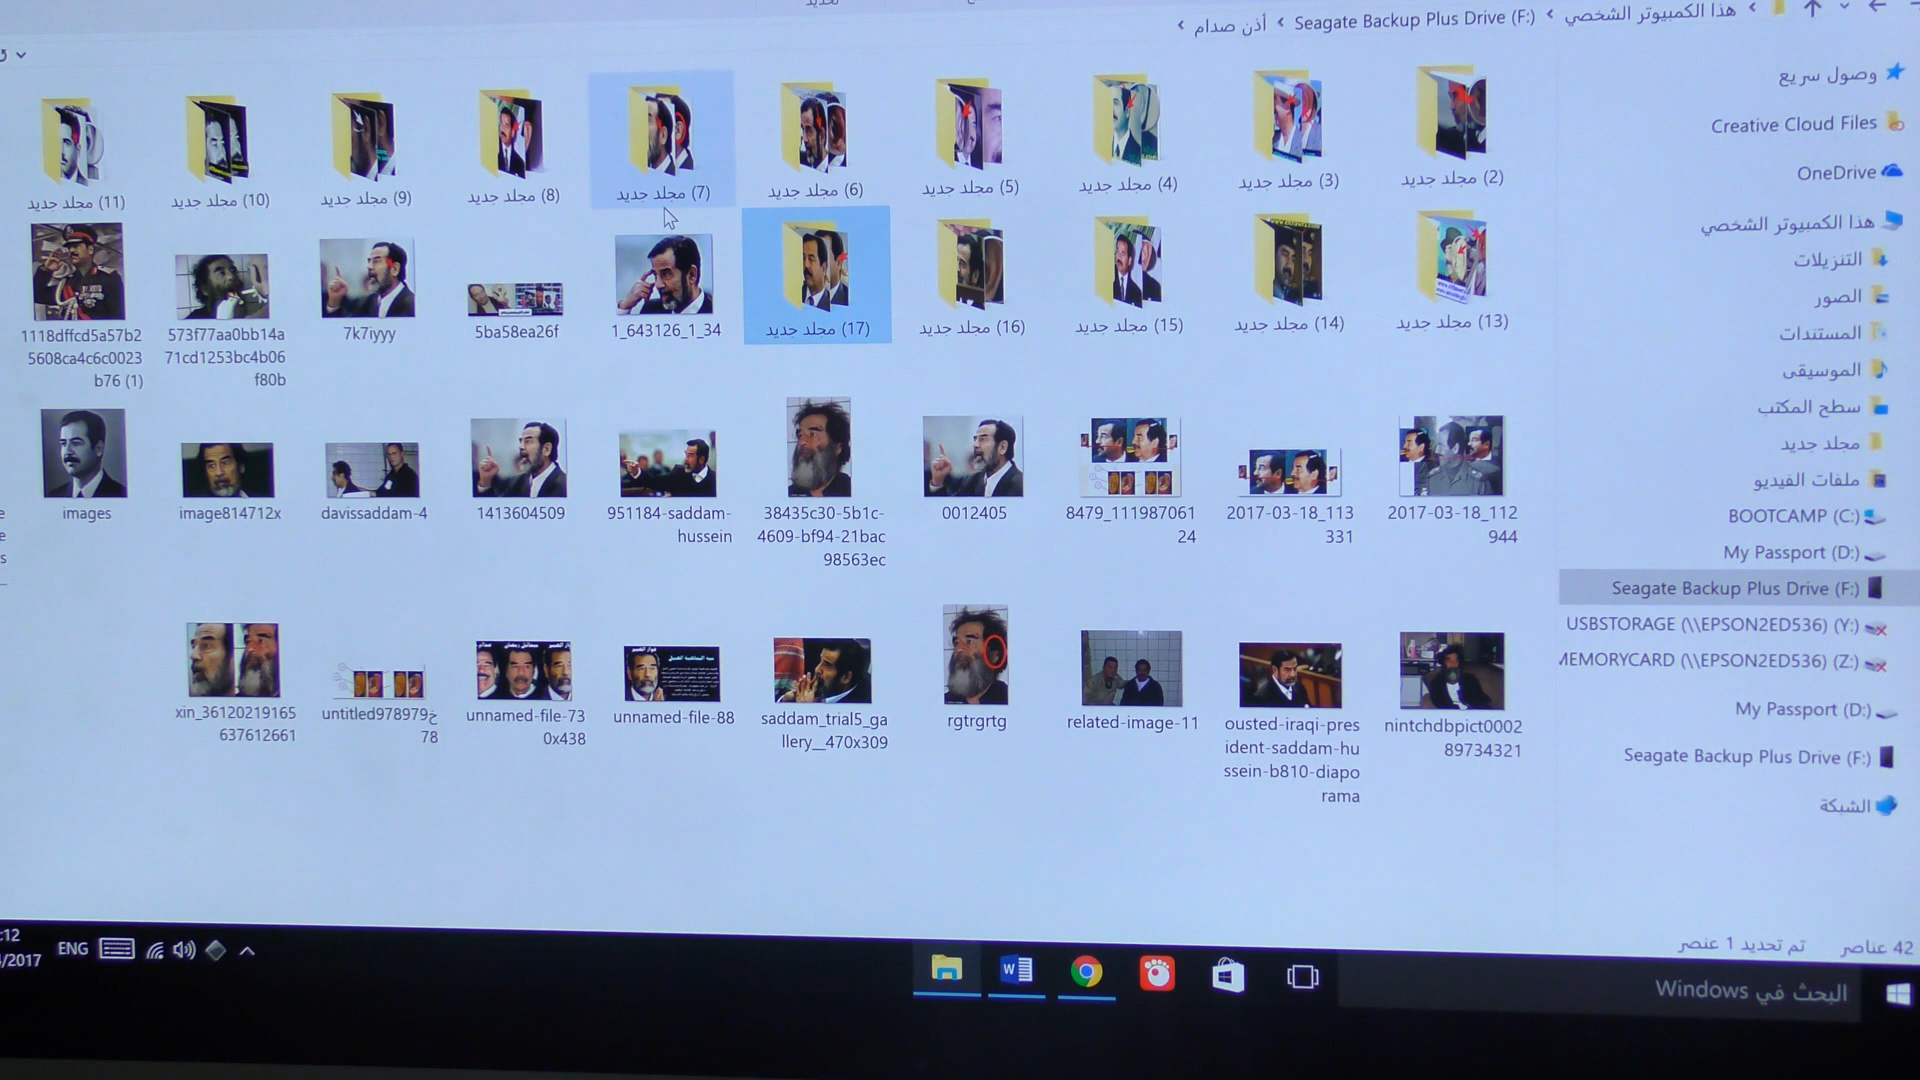 هذا الكمبيوتر الشخصي › Seagate Backup Plus Drive (F:) › أذن صدام ›
وصول سريع
Creative Cloud Files
OneDrive
هذا الكمبيوتر الشخصي
التنزيلات
الصور
المستندات
الموسيقى
سطح المكتب
مجلد جديد
ملفات الفيديو
BOOTCAMP (C:)
My Passport (D:)
Seagate Backup Plus Drive (F:)
USBSTORAGE (\\EPSON2ED536) (Y:)
MEMORYCARD (\\EPSON2ED536) (Z:)
My Passport (D:)
Seagate Backup Plus Drive (F:)
الشبكة
مجلد جديد (2)
مجلد جديد (3)
مجلد جديد (4)
مجلد جديد (5)
مجلد جديد (6)
مجلد جديد (7)
مجلد جديد (8)
مجلد جديد (9)
مجلد جديد (10)
مجلد جديد (11)
مجلد جديد (13)
مجلد جديد (14)
مجلد جديد (15)
مجلد جديد (16)
مجلد جديد (17)
1_643126_1_34
5ba58ea26f
7k7iyyy
573f77aa0bb14a
71cd1253bc4b06
f80b
1118dffcd5a57b2
5608ca4c6c0023
b76 (1)
2017-03-18_112
944
2017-03-18_113
331
8479_111987061
24
0012405
38435c30-5b1c-
4609-bf94-21bac
98563ec
951184-saddam-
hussein
1413604509
davissaddam-4
image814712x
images
nintchdbpict0002
89734321
ousted-iraqi-pres
ident-saddam-hu
ssein-b810-diapo
rama
related-image-11
rgtrgrtg
saddam_trial5_ga
llery__470x309
unnamed-file-88
unnamed-file-73
0x438
untitled978979خ
78
xin_36120219165
637612661
42 عناصر
تم تحديد 1 عنصر
البحث في Windows
ENG
:12
/2017